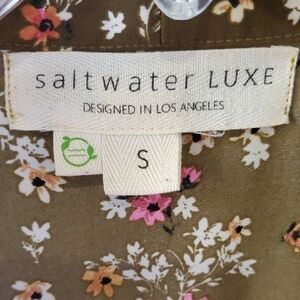 saltwater LUXE
DESIGNED IN LOS ANGELES
S